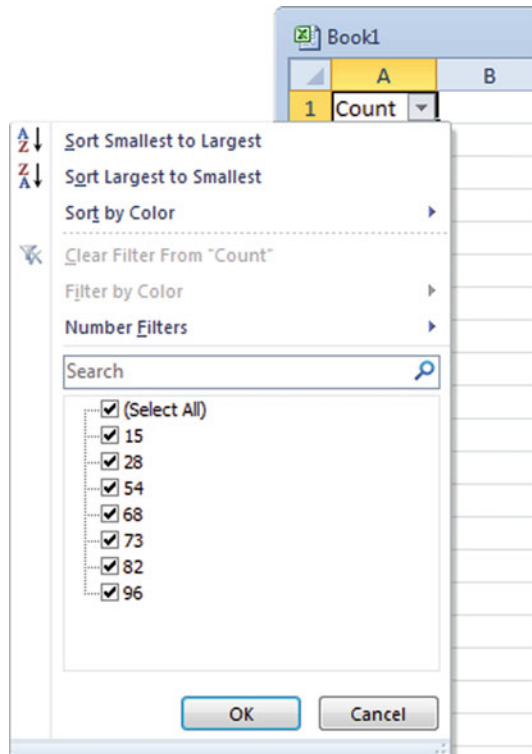 Book1
A B
1 Count
Sort Smallest to Largest
Sort Largest to Smallest
Sort by Color
Clear Filter From "Count"
Filter by Color
Number Filters
Search
(Select All)
15
28
54
68
73
82
96
OK Cancel